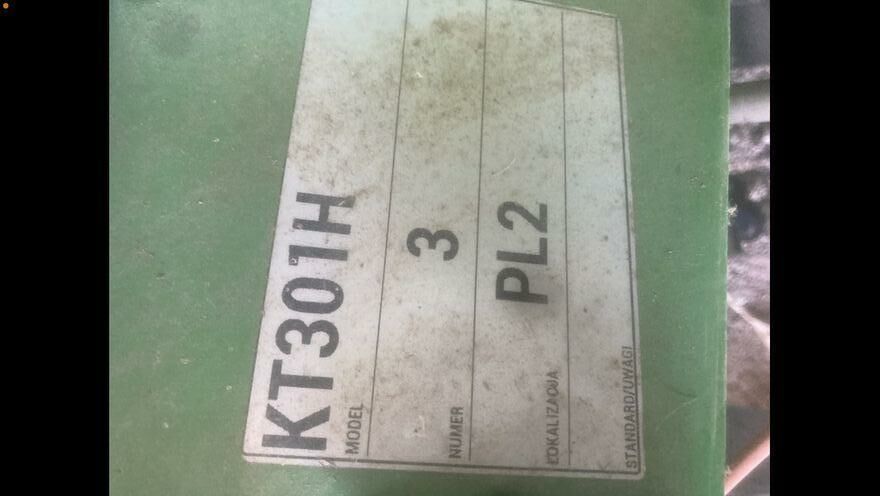 KT301H
MODEL
3
NUMER
PL2
LOKALIZACJA
STANDARD/UWAGI